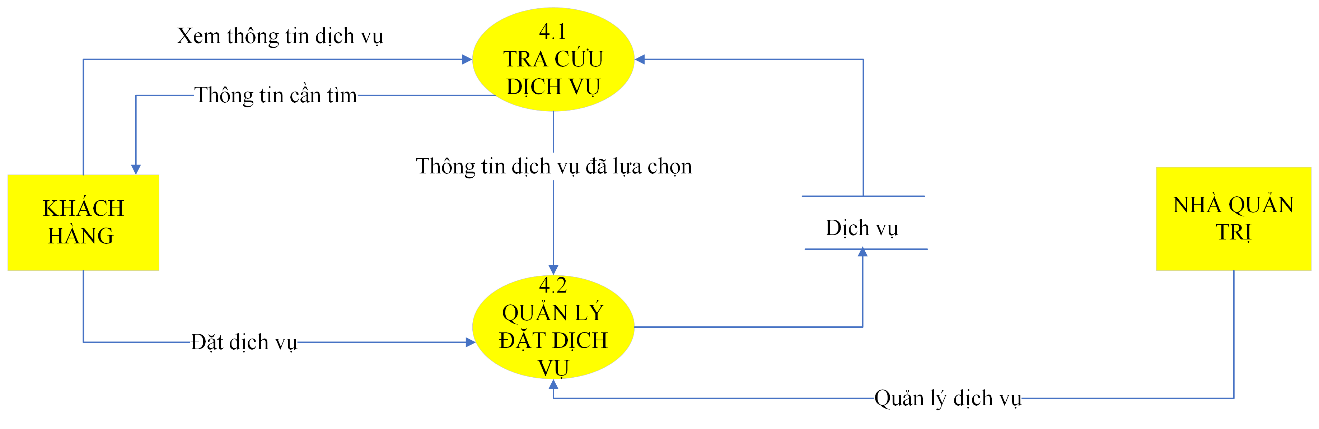 4.1
TRA CỨU
DỊCH VỤ
Xem thông tin dịch vụ
Thông tin cần tìm
Thông tin dịch vụ đã lựa chọn
KHÁCH
HÀNG
Dịch vụ
NHÀ QUẢN
TRỊ
4.2
QUẢN LÝ
ĐẶT DỊCH
VỤ
Đặt dịch vụ
Quản lý dịch vụ